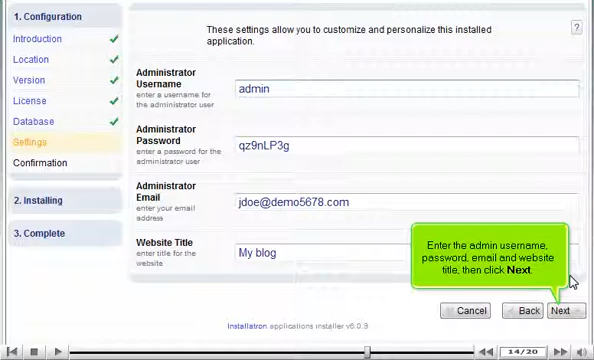 1. Configuration
Introduction
Location
Version
License
Database
Settings
Confirmation
2. Installing
3. Complete
These settings allow you to customize and personalize this installed
application.
?
Administrator
Username
enter a username for
the administrator user
admin
Administrator
Password
enter a password for the
administrator user
qz9nLP3g
Administrator
Email
enter your email
address
jdoe@demo5678.com
Website Title
enter title for the
website
My blog
Enter the admin username,
password, email and website
title, then click Next.
Cancel
Back
Next
Installatron applications installer v6.0.9
14/20